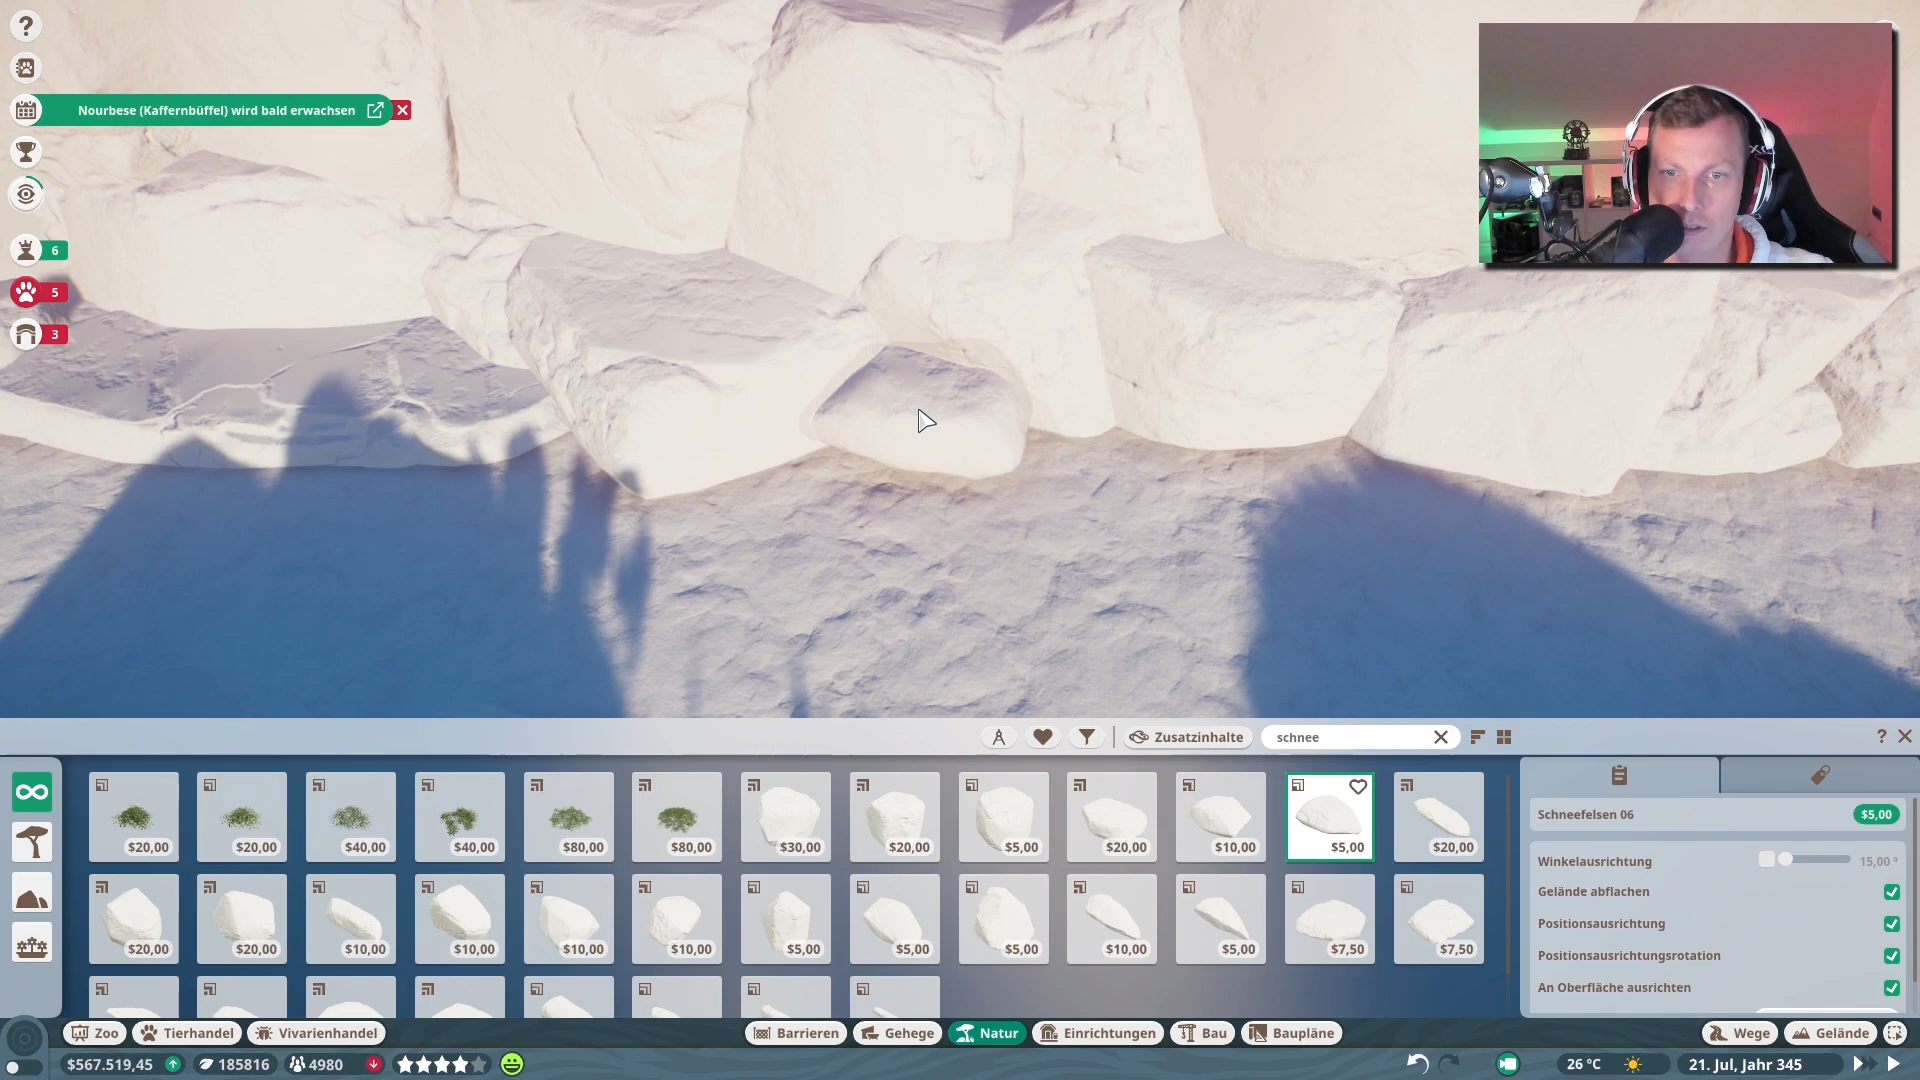 ?
Nourbese (Kaffernbüffel) wird bald erwachsen
6
5
3
Zusatzinhalte
schnee
?
$20,00 $20,00 $40,00 $40,00 $80,00 $80,00 $30,00 $20,00 $5,00 $20,00 $10,00 $5,00 $20,00
$20,00 $20,00 $10,00 $10,00 $10,00 $10,00 $5,00 $5,00 $5,00 $10,00 $5,00 $7,50 $7,50
Schneefelsen 06 $5,00
Winkelausrichtung 15,00 °
Gelände abflachen
Positionsausrichtung
Positionsausrichtungsrotation
An Oberfläche ausrichten
Zoo Tierhandel Vivarienhandel Barrieren Gehege Natur Einrichtungen Bau Baupläne Wege Gelände
$567.519,45 185816 4980 26 °C 21. Jul, Jahr 345